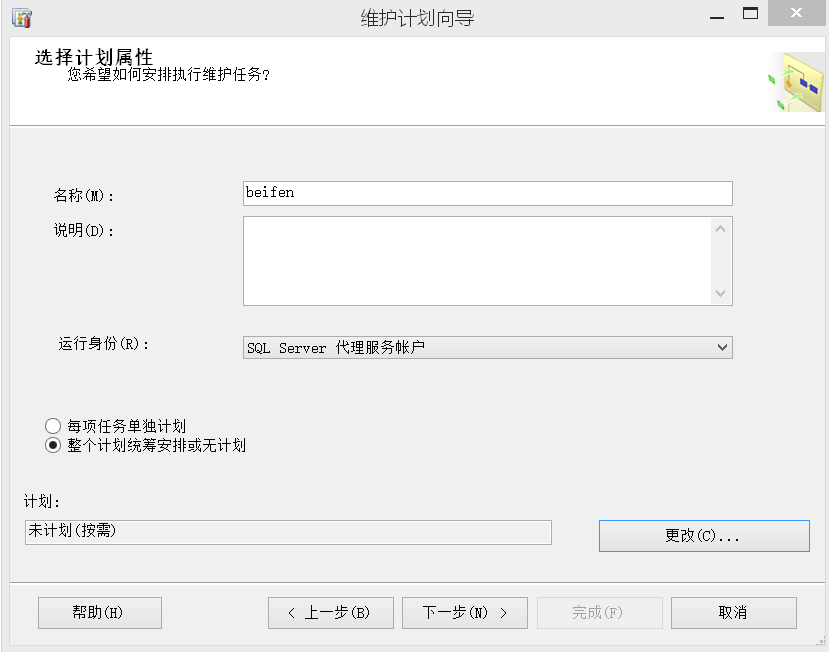 维护计划向导
选择计划属性
您希望如何安排执行维护任务?
名称(M):
beifen
说明(D):
运行身份(R):
SQL Server 代理服务帐户
每项任务单独计划
整个计划统筹安排或无计划
计划:
未计划(按需)
更改(C)...
帮助(H)
< 上一步(B)
下一步(N) >
完成(F)
取消